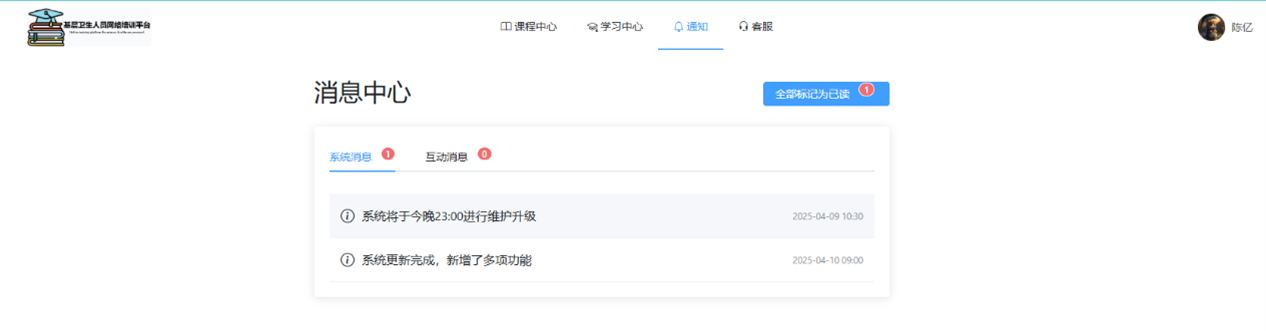 基层卫生人员网络培训平台
课程中心 学习中心 通知 客服 陈亿
消息中心
全部标记为已读 1
系统消息 1 互动消息 0
系统将于今晚23:00进行维护升级 2025-04-09 10:30
系统更新完成，新增了多项功能 2025-04-10 09:00